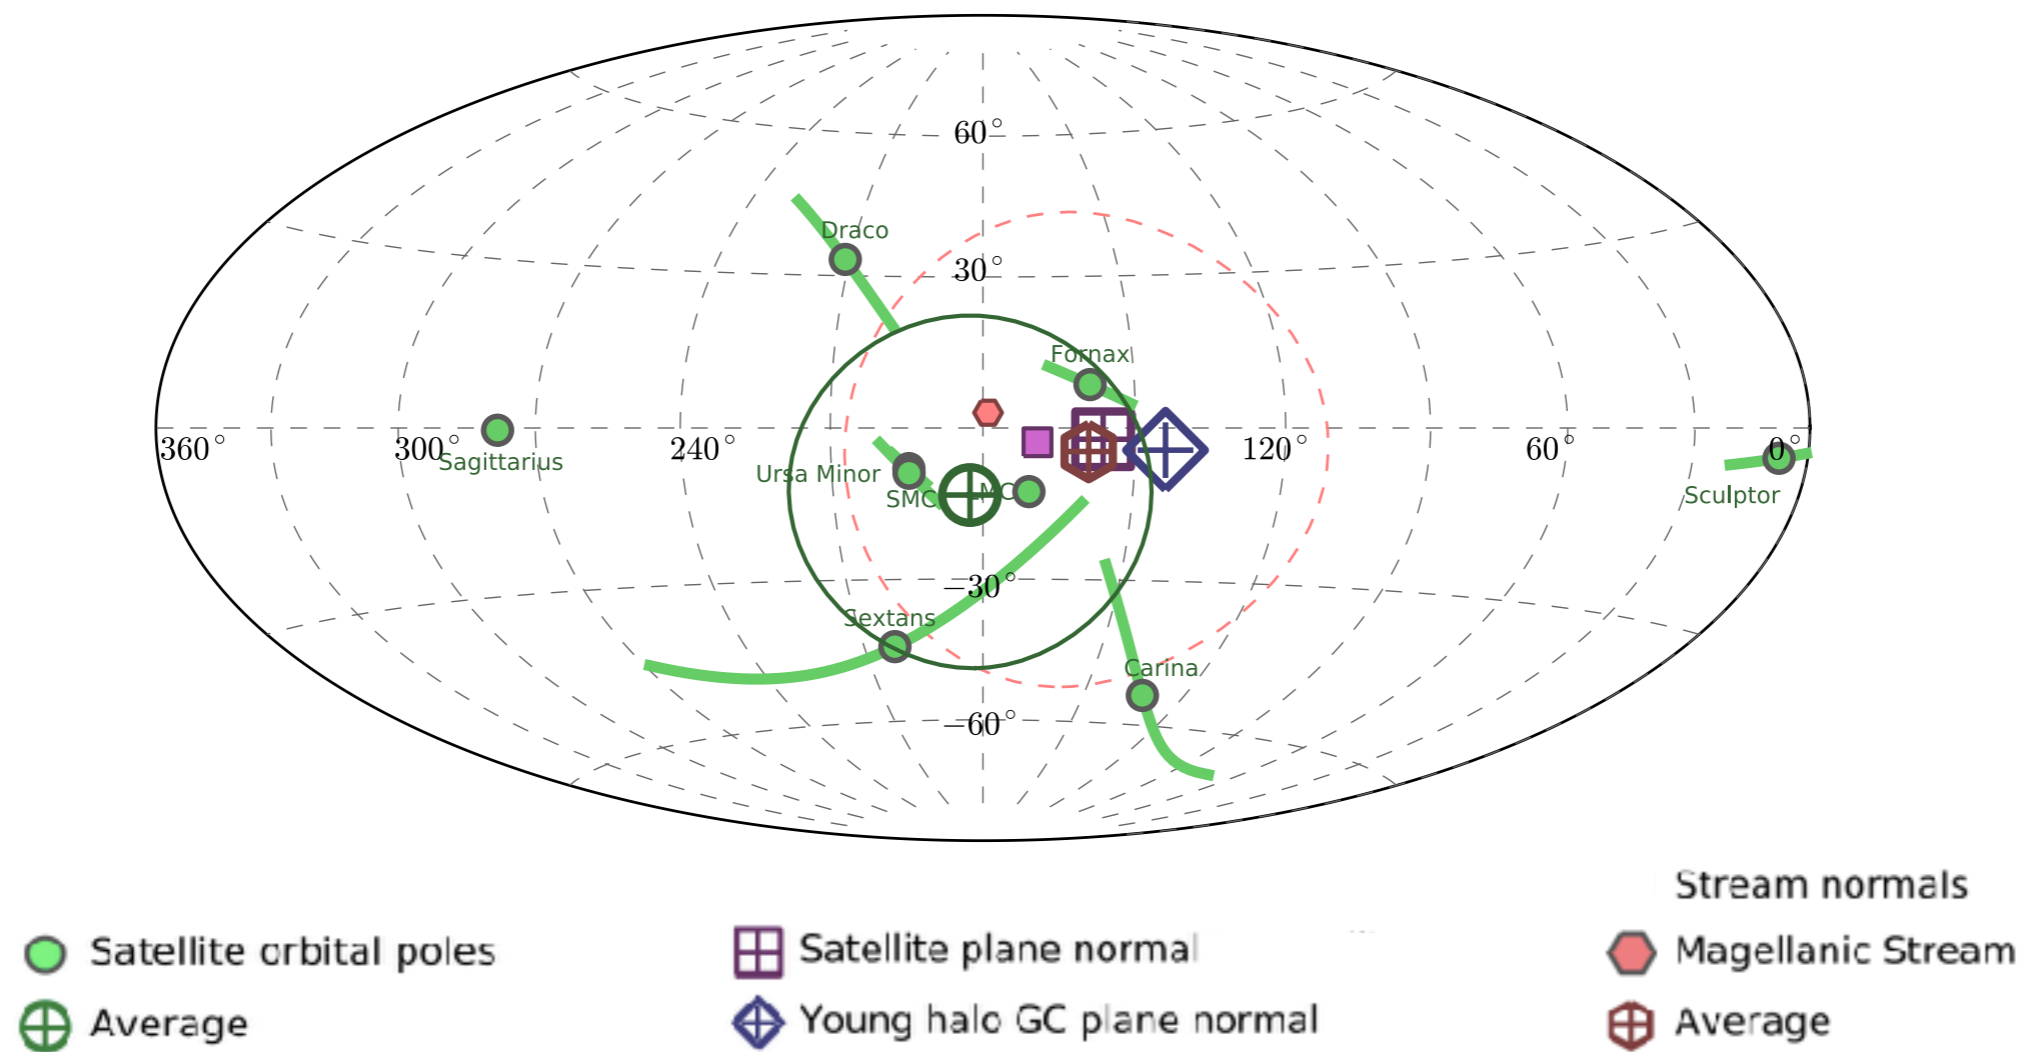 60°
Draco
30°
Fornax
360°
300°
240°
120°
60°
0°
Sagittarius
Ursa Minor
SMC
MC
Sculptor
−30°
Sextans
Carina
−60°
Stream normals
Satellite orbital poles
Satellite plane normal
Magellanic Stream
Average
Young halo GC plane normal
Average